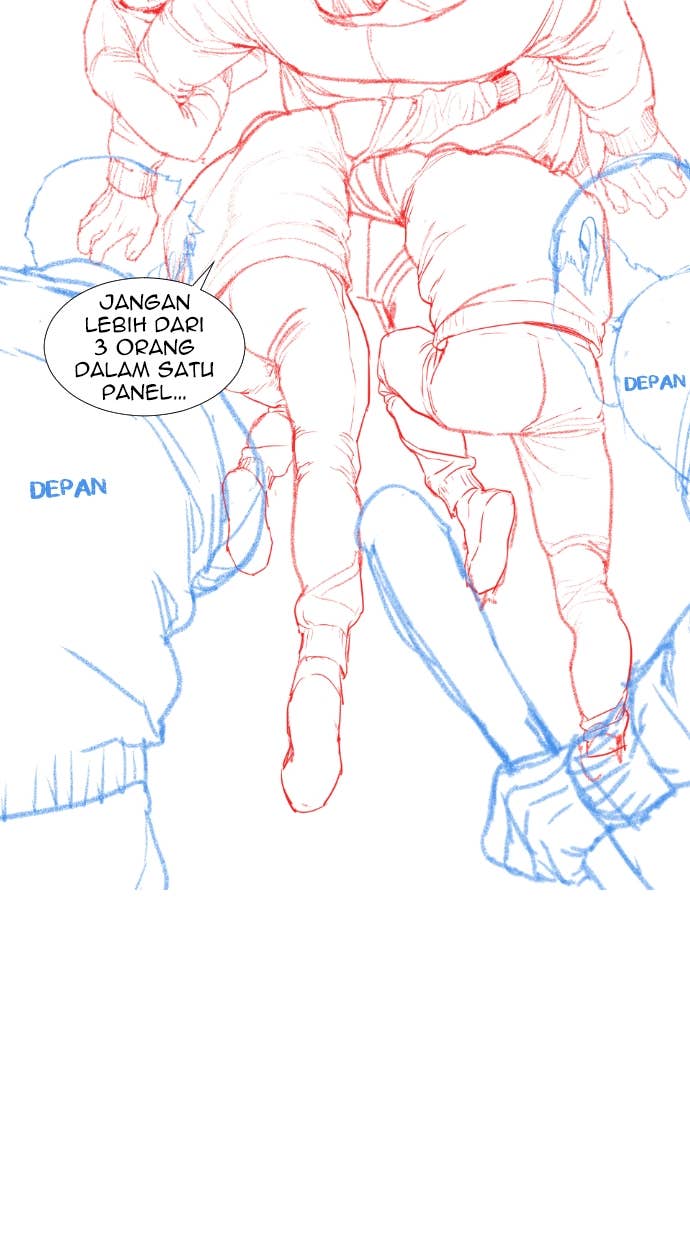 JANGAN
LEBIH DARI
3 ORANG
DALAM SATU
PANEL...
DEPAN
DEPAN